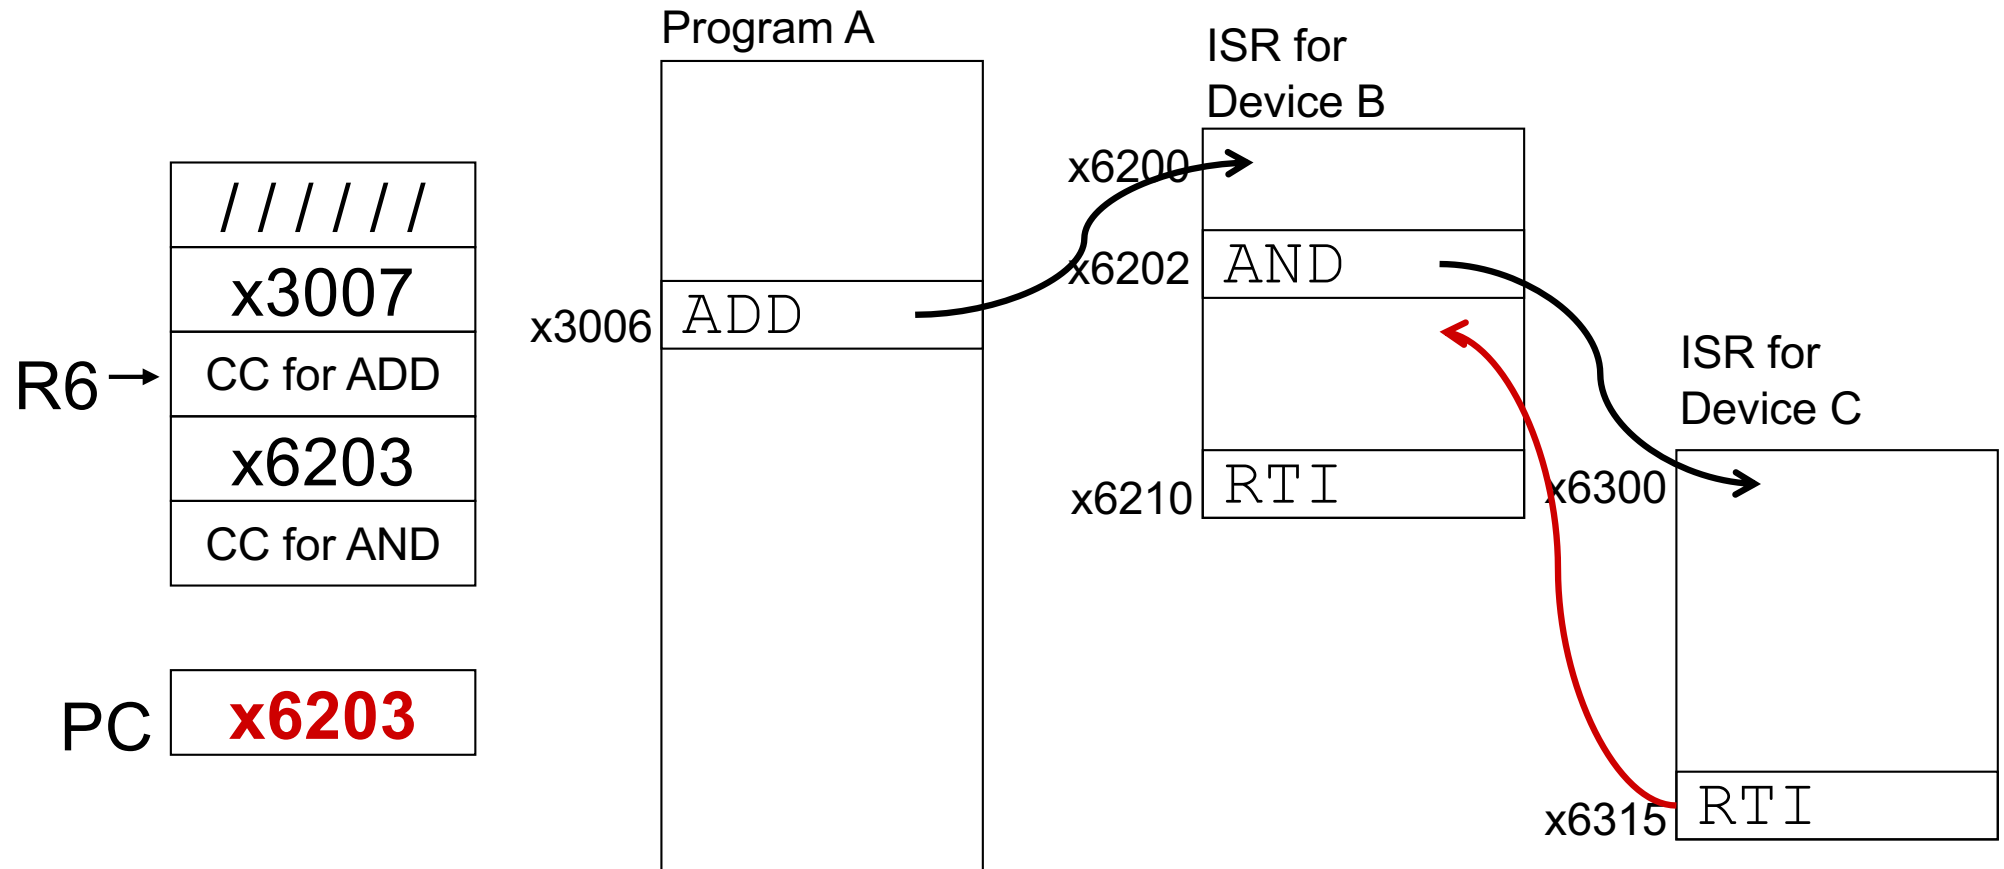 Program A
ISR for
Device B
//////
x3007
R6
CC for ADD
x6203
CC for AND
PC
x6203
x3006
ADD
x6200
x6202
AND
x6210
RTI
ISR for
Device C
x6300
x6315
RTI